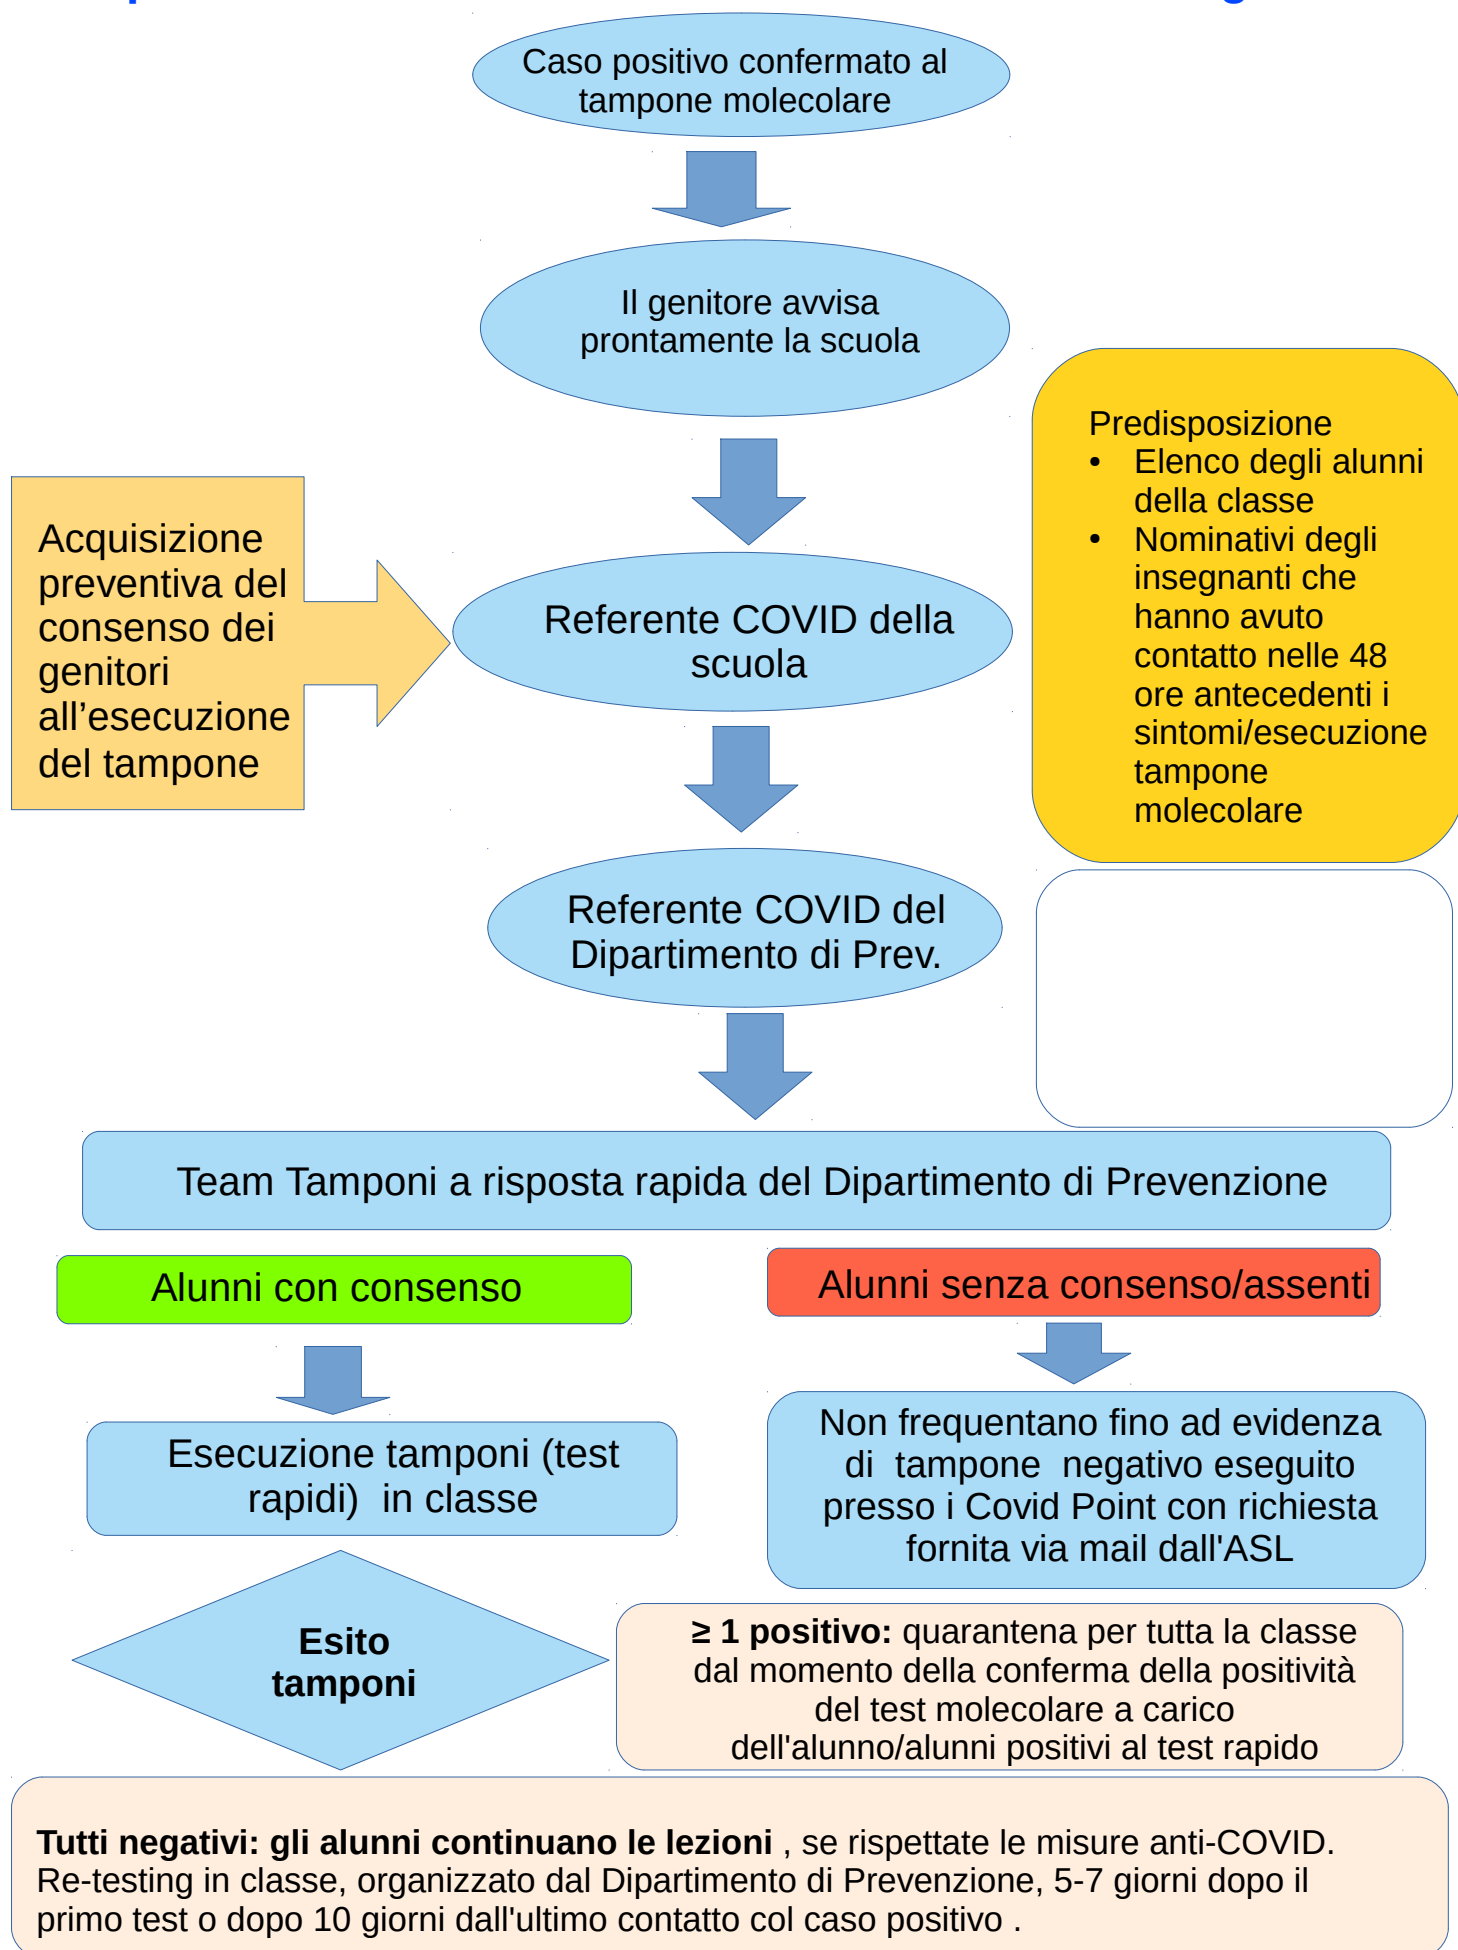 Caso positivo confermato al
tampone molecolare
Il genitore avvisa
prontamente la scuola
Predisposizione
• Elenco degli alunni
della classe
• Nominativi degli
insegnanti che
hanno avuto
contatto nelle 48
ore antecedenti i
sintomi/esecuzione
tampone
molecolare
Acquisizione
preventiva del
consenso dei
genitori
all’esecuzione
del tampone
Referente COVID della
scuola
Referente COVID del
Dipartimento di Prev.
Team Tamponi a risposta rapida del Dipartimento di Prevenzione
Alunni con consenso
Alunni senza consenso/assenti
Esecuzione tamponi (test
rapidi) in classe
Non frequentano fino ad evidenza
di tampone negativo eseguito
presso i Covid Point con richiesta
fornita via mail dall'ASL
Esito
tamponi
≥ 1 positivo: quarantena per tutta la classe
dal momento della conferma della positività
del test molecolare a carico
dell'alunno/alunni positivi al test rapido
Tutti negativi: gli alunni continuano le lezioni , se rispettate le misure anti-COVID.
Re-testing in classe, organizzato dal Dipartimento di Prevenzione, 5-7 giorni dopo il
primo test o dopo 10 giorni dall'ultimo contatto col caso positivo .